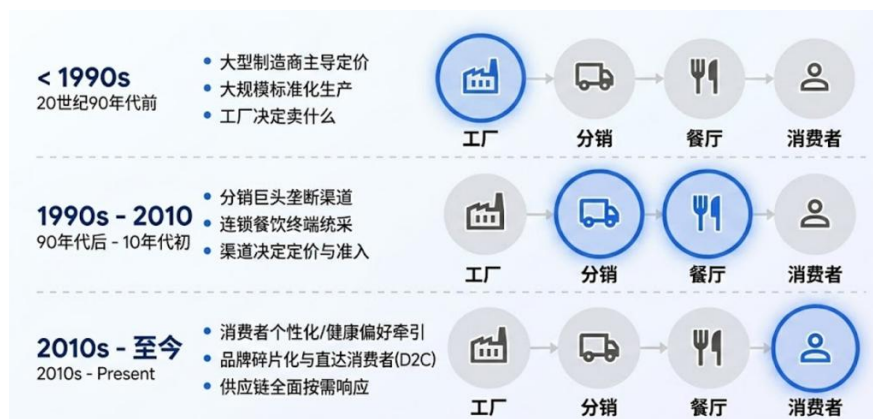 < 1990s
20世纪90年代前
● 大型制造商主导定价
● 大规模标准化生产
● 工厂决定卖什么
工厂 分销 餐厅 消费者
1990s - 2010
90年代后 - 10年代初
● 分销巨头垄断渠道
● 连锁餐饮终端统采
● 渠道决定定价与准入
工厂 分销 餐厅 消费者
2010s - 至今
2010s - Present
● 消费者个性化/健康偏好牵引
● 品牌碎片化与直达消费者(D2C)
● 供应链全面按需响应
工厂 分销 餐厅 消费者